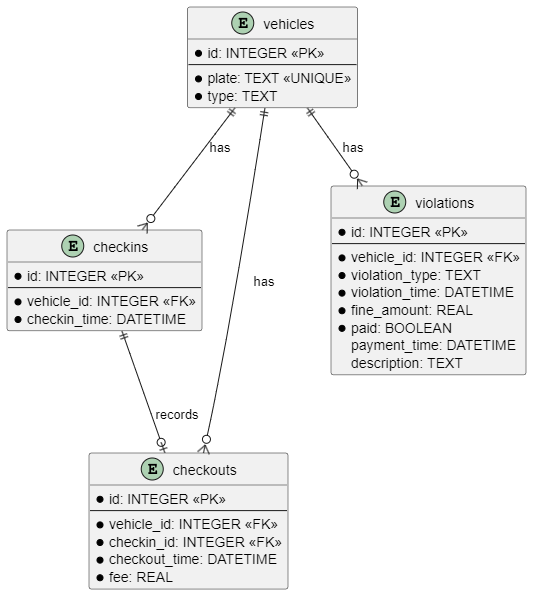 E vehicles
● id: INTEGER «PK»
● plate: TEXT «UNIQUE»
● type: TEXT
has
has
E violations
● id: INTEGER «PK»
● vehicle_id: INTEGER «FK»
● violation_type: TEXT
● violation_time: DATETIME
● fine_amount: REAL
● paid: BOOLEAN
payment_time: DATETIME
description: TEXT
E checkins
● id: INTEGER «PK»
● vehicle_id: INTEGER «FK»
● checkin_time: DATETIME
has
records
E checkouts
● id: INTEGER «PK»
● vehicle_id: INTEGER «FK»
● checkin_id: INTEGER «FK»
● checkout_time: DATETIME
● fee: REAL